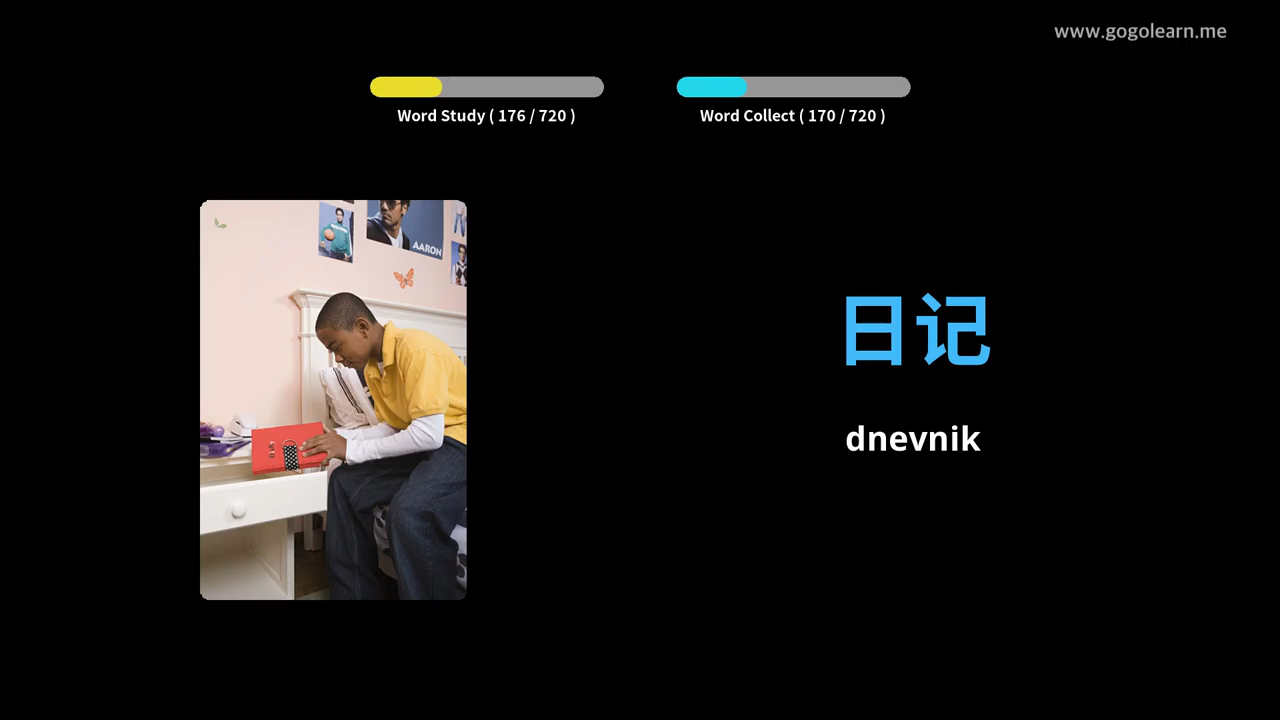 www.gogolearn.me
Word Study ( 176 / 720 )
Word Collect ( 170 / 720 )
AARON
日记
dnevnik